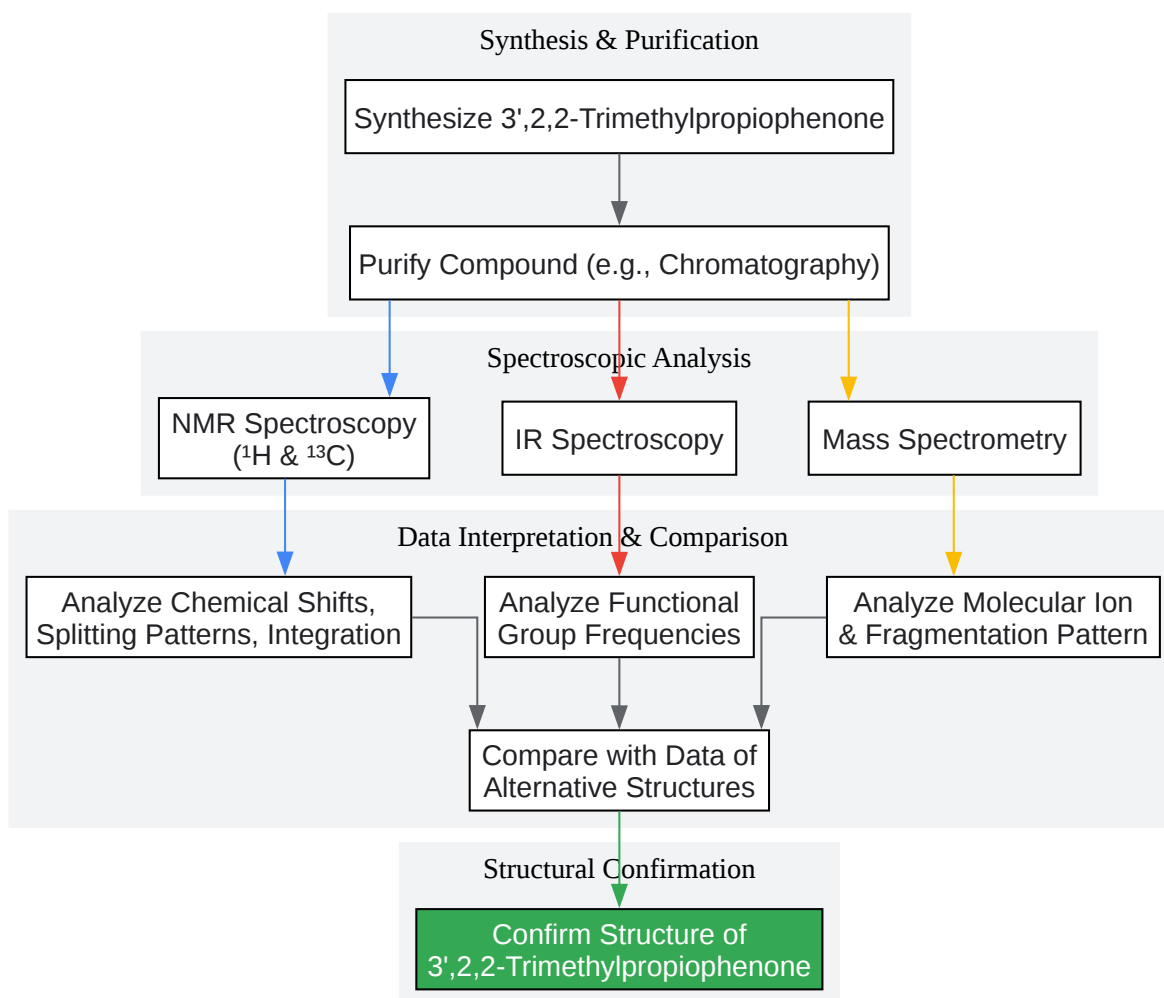 Synthesis & Purification
Synthesize 3',2,2-Trimethylpropiophenone
Purify Compound (e.g., Chromatography)
Spectroscopic Analysis
NMR Spectroscopy
(¹H & ¹³C)
IR Spectroscopy
Mass Spectrometry
Data Interpretation & Comparison
Analyze Chemical Shifts,
Splitting Patterns, Integration
Analyze Functional
Group Frequencies
Analyze Molecular Ion
& Fragmentation Pattern
Compare with Data of
Alternative Structures
Structural Confirmation
Confirm Structure of
3',2,2-Trimethylpropiophenone